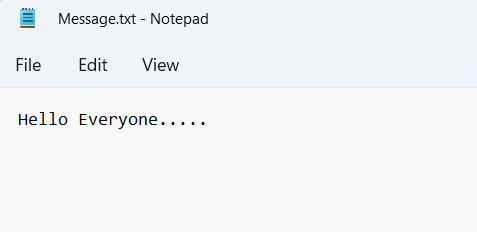 Message.txt - Notepad
File Edit View
Hello Everyone.....